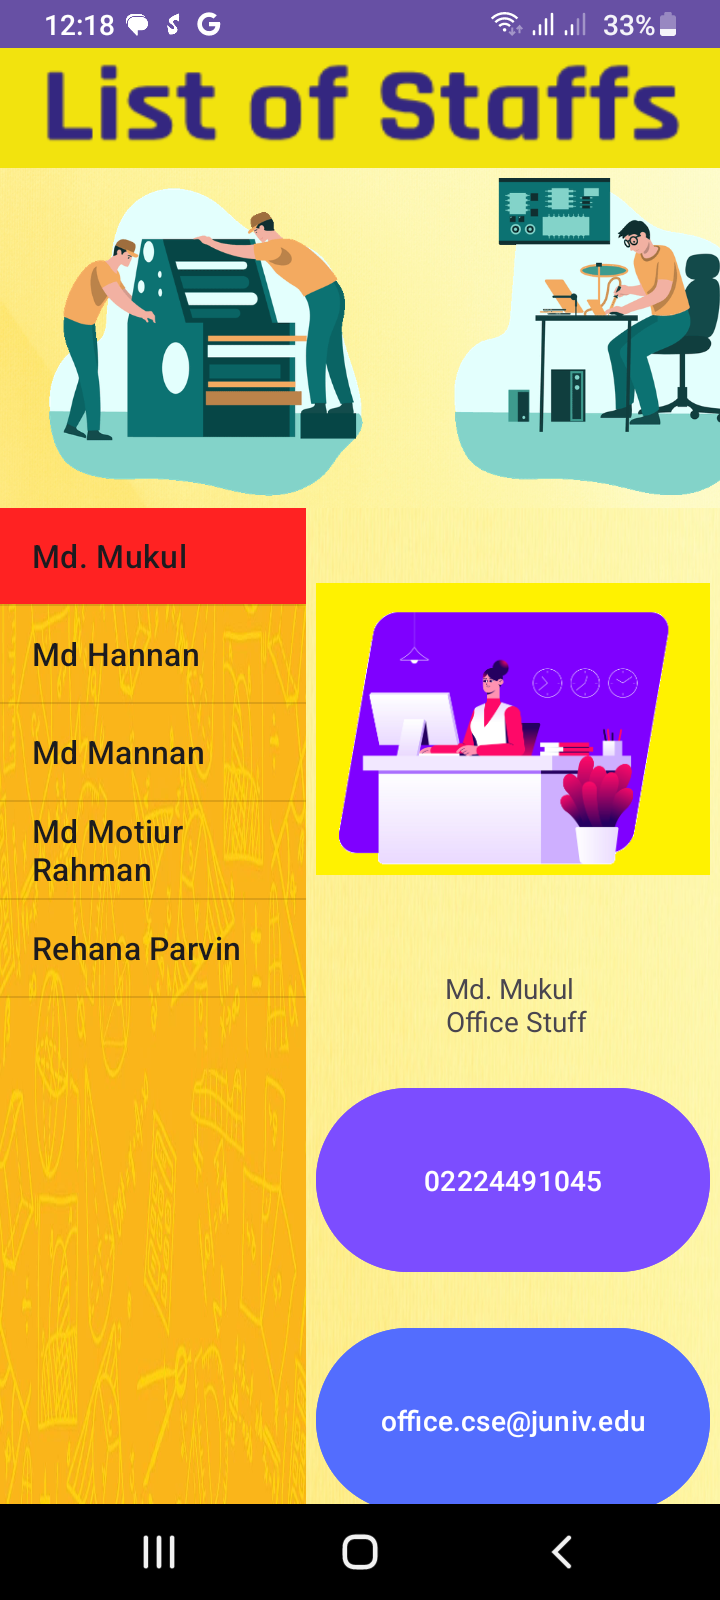 12:18
33%
List of Staffs
Md. Mukul
Md Hannan
Md Mannan
Md Motiur
Rahman
Rehana Parvin
Md. Mukul
Office Stuff
02224491045
office.cse@juniv.edu